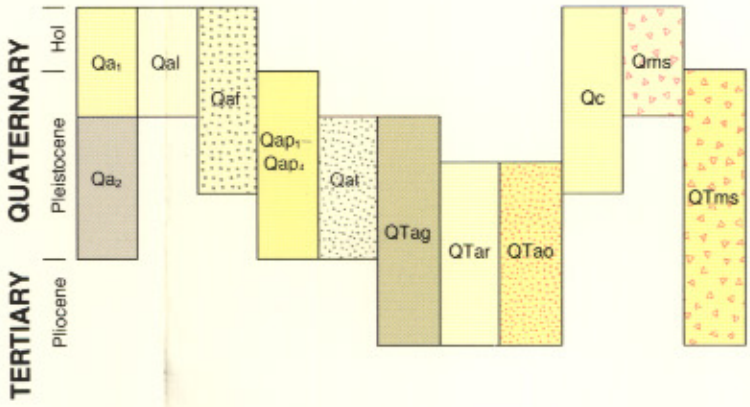 QUATERNARY
TERTIARY
Hol
Pleistocene
Pliocene
Qa₁
Qal
Qaf
Qa₂
Qap₁–
Qap₄
Qat
QTag
QTar
QTao
Qc
Qms
QTms